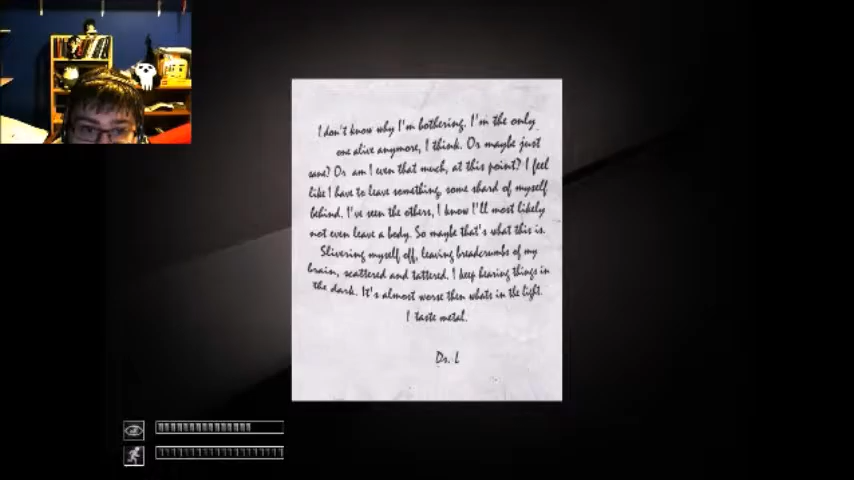 I don't know why I'm bothering. I'm the only
one alive anymore, I think. Or maybe just
sane? Or am I even that much, at this point? I feel
like I have to leave something, some shard of myself
behind. I've seen the others, I know I'll most likely
not even leave a body. So maybe that's what this is.
Slivering myself off, leaving breadcrumbs of my
brain, scattered and tattered. I keep hearing things in
the dark. It's almost worse then whats in the light.
I taste metal.
Dr. L